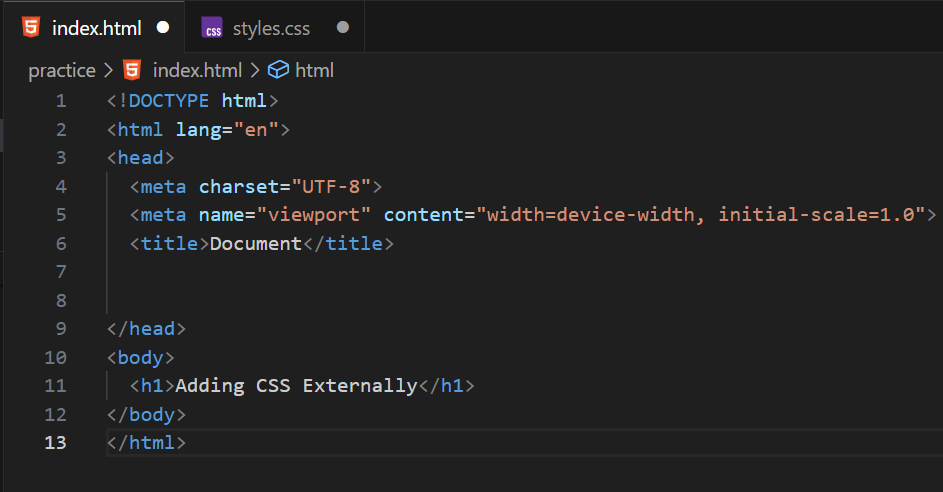 index.html styles.css
practice > index.html > html
1 <!DOCTYPE html>
2 <html lang="en">
3 <head>
4   <meta charset="UTF-8">
5   <meta name="viewport" content="width=device-width, initial-scale=1.0">
6   <title>Document</title>
7
8
9 </head>
10 <body>
11   <h1>Adding CSS Externally</h1>
12 </body>
13 </html>